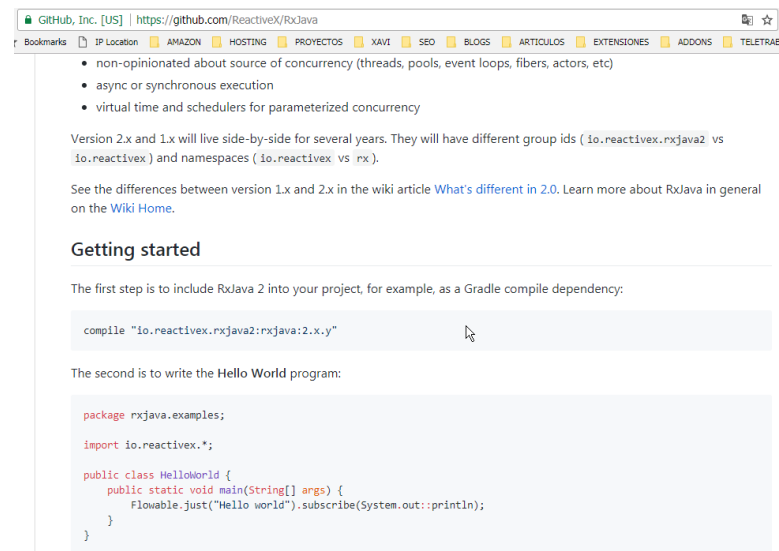 GitHub, Inc. [US] | https://github.com/ReactiveX/RxJava
Bookmarks IP Location AMAZON HOSTING PROYECTOS XAVI SEO BLOGS ARTICULOS EXTENSIONES ADDONS TELETRAB
• non-opinionated about source of concurrency (threads, pools, event loops, fibers, actors, etc)
• async or synchronous execution
• virtual time and schedulers for parameterized concurrency
Version 2.x and 1.x will live side-by-side for several years. They will have different group ids ( io.reactivex.rxjava2 vs
io.reactivex ) and namespaces ( io.reactivex vs rx ).
See the differences between version 1.x and 2.x in the wiki article What's different in 2.0. Learn more about RxJava in general
on the Wiki Home.
Getting started
The first step is to include RxJava 2 into your project, for example, as a Gradle compile dependency:
compile "io.reactivex.rxjava2:rxjava:2.x.y"
The second is to write the Hello World program:
package rxjava.examples;
import io.reactivex.*;
public class HelloWorld {
    public static void main(String[] args) {
        Flowable.just("Hello world").subscribe(System.out::println);
    }
}